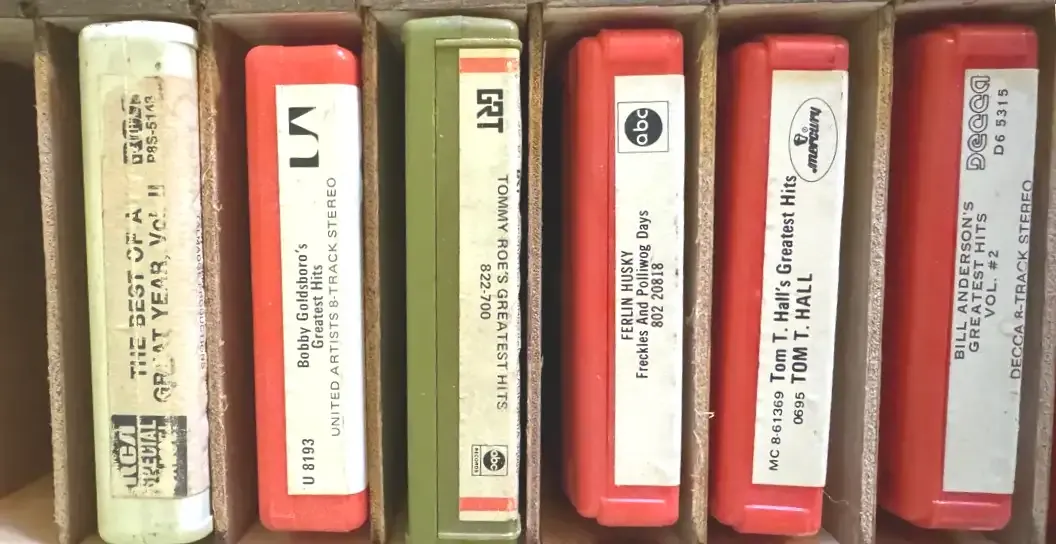 THE BEST OF A
GREAT YEAR, Vol. II
P8S-5143
RCA
SPECIAL
Bobby Goldsboro's
Greatest Hits
UNITED ARTISTS 8-TRACK STEREO
U 8193
GRT
TOMMY ROE'S GREATEST HITS
822-700
abc
RECORDS
abc
FERLIN HUSKY
Freckles And Polliwog Days
802 20818
mercury
MC 8-61369 Tom T. Hall's Greatest Hits
0695 TOM T. HALL
DECCA
D6 5315
BILL ANDERSON'S
GREATEST HITS
VOL. #2
DECCA 8-TRACK STEREO